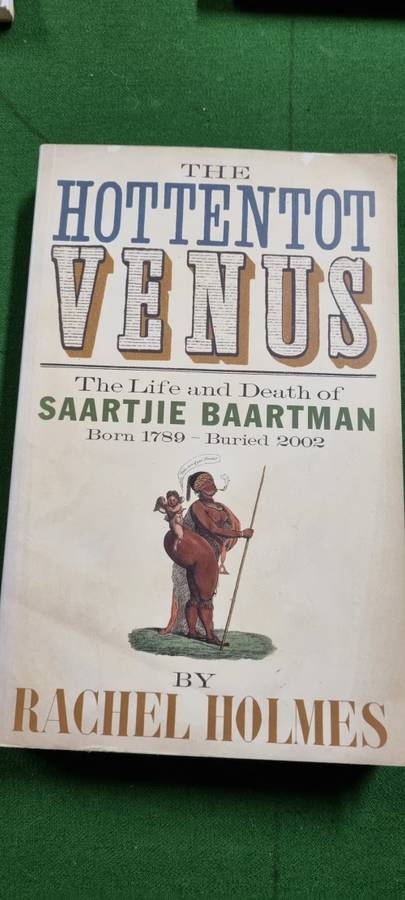 THE
HOTTENTOT
VENUS
The Life and Death of
SAARTJIE BAARTMAN
Born 1789 – Buried 2002
BY
RACHEL HOLMES